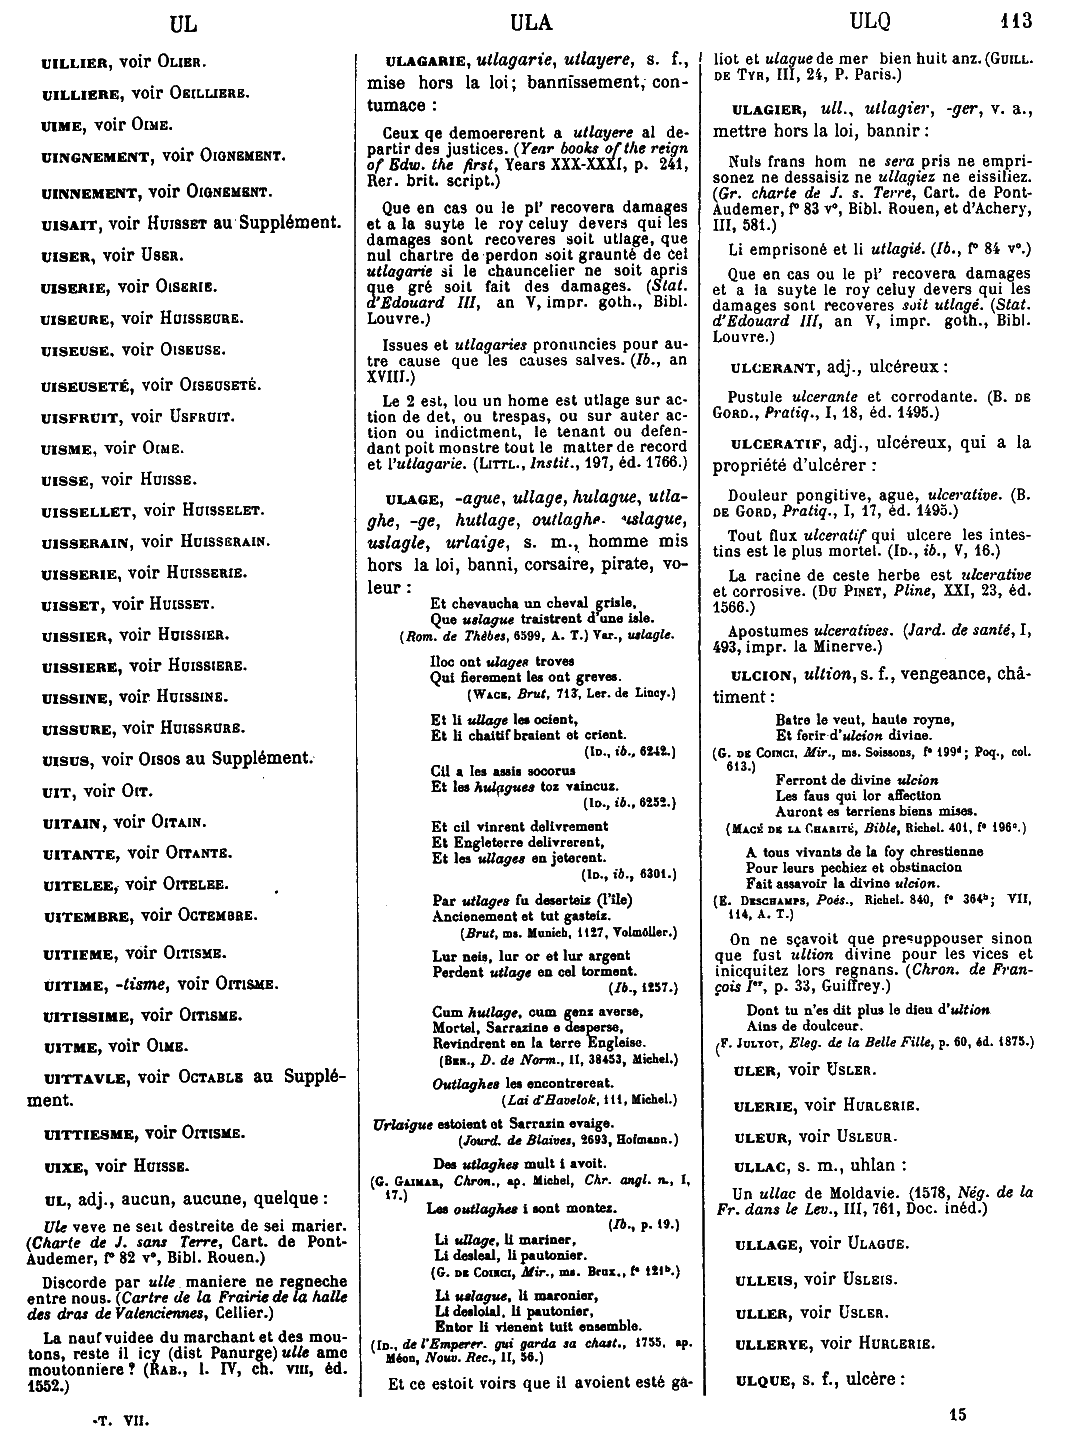 UL
ULA
ULQ 113
UILLIER, voir OLIER.
UILLIERE, voir OEILLIERE.
UIME, voir OIME.
UINGNEMENT, voir OIGNEMENT.
UINNEMENT, voir OIGNEMENT.
UISAIT, voir HUISSET au Supplément.
UISER, voir USER.
UISERIE, voir OISERIE.
UISEURE, voir HUISSEURE.
UISEUSE, voir OISEUSE.
UISEUSETÉ, voir OISEUSETÉ.
UISFRUIT, voir USFRUIT.
UISME, voir OIME.
UISSE, voir HUISSE.
UISSELLET, voir HUISSELET.
UISSERAIN, voir HUISSERAIN.
UISSERIE, voir HUISSERIE.
UISSET, voir HUISSET.
UISSIER, voir HUISSIER.
UISSIERE, voir HUISSIERE.
UISSINE, voir HUISSINE.
UISSURE, voir HUISSEURE.
UISUS, voir OISOS au Supplément.
UIT, voir OIT.
UITAIN, voir OITAIN.
UITANTE, voir OITANTE.
UITELEE, voir OITELEE.
UITEMBRE, voir OCTEMBRE.
UITIEME, voir OITISME.
UITIME, -tisme, voir OITISME.
UITISSIME, voir OITISME.
UITME, voir OIME.
UITTAVLE, voir OCTABLE au Supplé-
ment.
UITTIESME, voir OITISME.
UIXE, voir HUISSE.
UL, adj., aucun, aucune, quelque :
Ule veve ne seit destreite de sei marier.
(Charte de J. sans Terre, Cart. de Pont-
Audemer, f° 82 v°, Bibl. Rouen.)
Discorde par ulle maniere ne regneche
entre nous. (Cartre de la Frairie de la halle
des dras de Valenciennes, Cellier.)
La nauf vuidee du marchant et des mou-
tons, reste il icy (dist Panurge) ulle ame
moutonniere ? (RAB., l. IV, ch. VIII, éd.
1552.)
T. VII.
ULAGARIE, utlagarie, utlayere, s. f.,
mise hors la loi ; bannissement, con-
tumace :
Ceux qe demoererent a utlayere al de-
partir des justices. (Year books of the reign
of Edw. the first, Years XXX-XXXI, p. 241,
Rer. brit. script.)
Que en cas ou le pl' recovera damages
et a la suyte le roy celuy devers qui les
damages sont recoveres soit utlage, que
nul chartre de perdon soit graunté de cel
utlagarie si le chauncelier ne soit apris
que gré soit fait des damages. (Stat.
d'Edouard III, an V, impr. goth., Bibl.
Louvre.)
Issues et utlagaries pronuncies pour au-
tre cause que les causes salves. (Ib., an
XVIII.)
Le 2 est, lou un home est utlage sur ac-
tion de det, ou trespas, ou sur auter ac-
tion ou indictment, le tenant ou defen-
dant poit monstre tout le matter de record
et l'utlagarie. (LITTL., Instit., 197, éd. 1766.)
ULAGE, -ague, ullage, hulague, utla-
ghe, -ge, hutlage, outlaghe, uslague,
uslagle, urlaige, s. m., homme mis
hors la loi, banni, corsaire, pirate, vo-
leur :
Et chevaucha un cheval grisle,
Que uslague traistrent d'une isle.
(Rom. de Thèbes, 6599, A. T.) Var., uslagle.
Iloc ont ulages troves
Qui fierement les ont greves.
(WACE, Brut, 713, Ler. de Lincy.)
Et li ullage les ocient,
Et li chaitif braient et crient.
(ID., ib., 6242.)
Cil a les assis socorus
Et les hulagues toz vaincuz.
(ID., ib., 6252.)
Et cil vinrent delivrement
Et Engleterre delivrerent,
Et les ullages en jeterent.
(ID., ib., 6301.)
Par utlages fu deserteiz (l'île)
Ancienement et tut gasteiz.
(Brut, ms. Munich, 1127, Volmöller.)
Lur neis, lur or et lur argent
Perdent utlage en cel torment.
(Ib., 1257.)
Cum hutlage, cum genz averse,
Mortel, Sarrazine e desperse,
Revindrent en la terre Engleise.
(BEN., D. de Norm., II, 38453, Michel.)
Outlaghes les encontrerent.
(Lai d'Havelok, 111, Michel.)
Urlaigue estoient et Sarrazin evaige.
(Jourd. de Blaives, 2693, Hofmann.)
Des utlaghes mult i avoit.
(G. GAIMAR, Chron., ap. Michel, Chr. angl. n., I,
17.)
Les outlaghes i sont montez.
(Ib., p. 19.)
Li ullage, li mariner,
Li desleal, li pautonier.
(G. DE COINCI, Mir., ms. Brux., f° 121ᵇ.)
Li uslague, li maronier,
Li desloial, li pautonier,
Entor li vienent tuit ensemble.
(ID., de l'Emperer. qui garda sa chast., 1755, ap.
Méon, Nouv. Rec., II, 56.)
Et ce estoit voirs que il avoient esté ga-
liot et ulague de mer bien huit anz. (GUILL.
DE TYR, III, 24, P. Paris.)
ULAGIER, ull., utlagier, -ger, v. a.,
mettre hors la loi, bannir :
Nuls frans hom ne sera pris ne empri-
sonez ne dessaisiz ne ullagiez ne eissiliez.
(Gr. charte de J. s. Terre, Cart. de Pont-
Audemer, f° 83 v°, Bibl. Rouen, et d'Achery,
III, 581.)
Li emprisoné et li utlagié. (Ib., f° 84 v°.)
Que en cas ou le pl' recovera damages
et a la suyte le roy celuy devers qui les
damages sont recoveres soit utlagé. (Stat.
d'Edouard III, an V, impr. goth., Bibl.
Louvre.)
ULCERANT, adj., ulcéreux :
Pustule ulcerante et corrodante. (B. DE
GORD., Pratiq., I, 18, éd. 1495.)
ULCERATIF, adj., ulcéreux, qui a la
propriété d'ulcérer :
Douleur pongitive, ague, ulcerative. (B.
DE GORD, Pratiq., I, 17, éd. 1495.)
Tout flux ulceratif qui ulcere les intes-
tins est le plus mortel. (ID., ib., V, 16.)
La racine de ceste herbe est ulcerative
et corrosive. (DU PINET, Pline, XXI, 23, éd.
1566.)
Apostumes ulceratives. (Jard. de santé, I,
493, impr. la Minerve.)
ULCION, ultion, s. f., vengeance, châ-
timent :
Batre le veut, haute royne,
Et ferir d'ulcion divine.
(G. DE COINCI, Mir., ms. Soissons, f° 199ᵈ ; Poq., col.
613.)
Ferront de divine ulcion
Les faus qui lor affection
Auront es terriens biens mises.
(MACÉ DE LA CHARITÉ, Bible, Richel. 401, f° 196ᶜ.)
A tous vivants de la foy chrestienne
Pour leurs pechiez et obstinacion
Fait assavoir la divine ulcion.
(E. DESCHAMPS, Poés., Richel. 840, f° 364ᵇ ; VII,
114, A. T.)
On ne sçavoit que presuppouser sinon
que fust ultion divine pour les vices et
inicquitez lors regnans. (Chron. de Fran-
çois Iᵉʳ, p. 33, Guiffrey.)
Dont tu n'es dit plus le dieu d'ultion
Ains de doulceur.
(F. JULYOT, Eleg. de la Belle Fille, p. 60, éd. 1875.)
ULER, voir USLER.
ULERIE, voir HURLERIE.
ULEUR, voir USLEUR.
ULLAC, s. m., uhlan :
Un ullac de Moldavie. (1578, Nég. de la
Fr. dans le Lev., III, 761, Doc. inéd.)
ULLAGE, voir ULAGUE.
ULLEIS, voir USLEIS.
ULLER, voir USLER.
ULLERYE, voir HURLERIE.
ULQUE, s. f., ulcère :
15